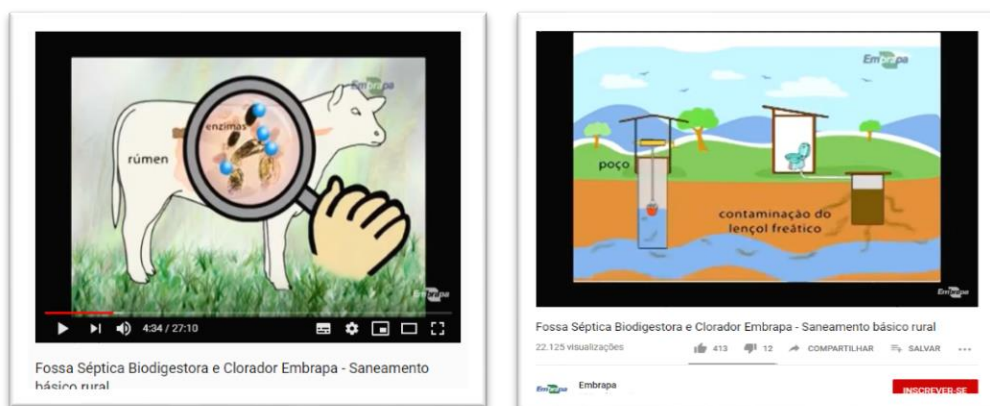 Embrapa
enzimas
rúmen
Embrapa
4:34 / 27:10
Fossa Séptica Biodigestora e Clorador Embrapa - Saneamento
básico rural
Embrapa
poço
contaminação do
lençol freático
Embrapa
Fossa Séptica Biodigestora e Clorador Embrapa - Saneamento básico rural
22.125 visualizações 413 12 COMPARTILHAR SALVAR
Embrapa Embrapa INSCREVER-SE